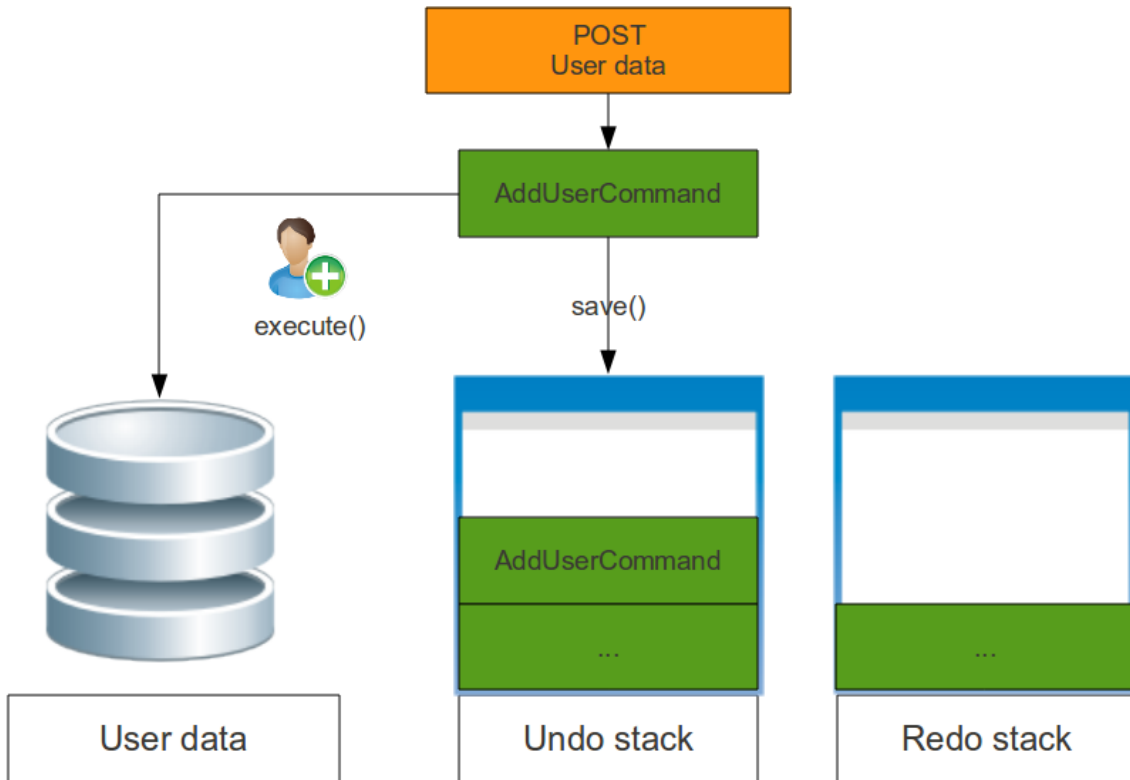 POST
User data
AddUserCommand
execute()
save()
AddUserCommand
...
...
User data
Undo stack
Redo stack